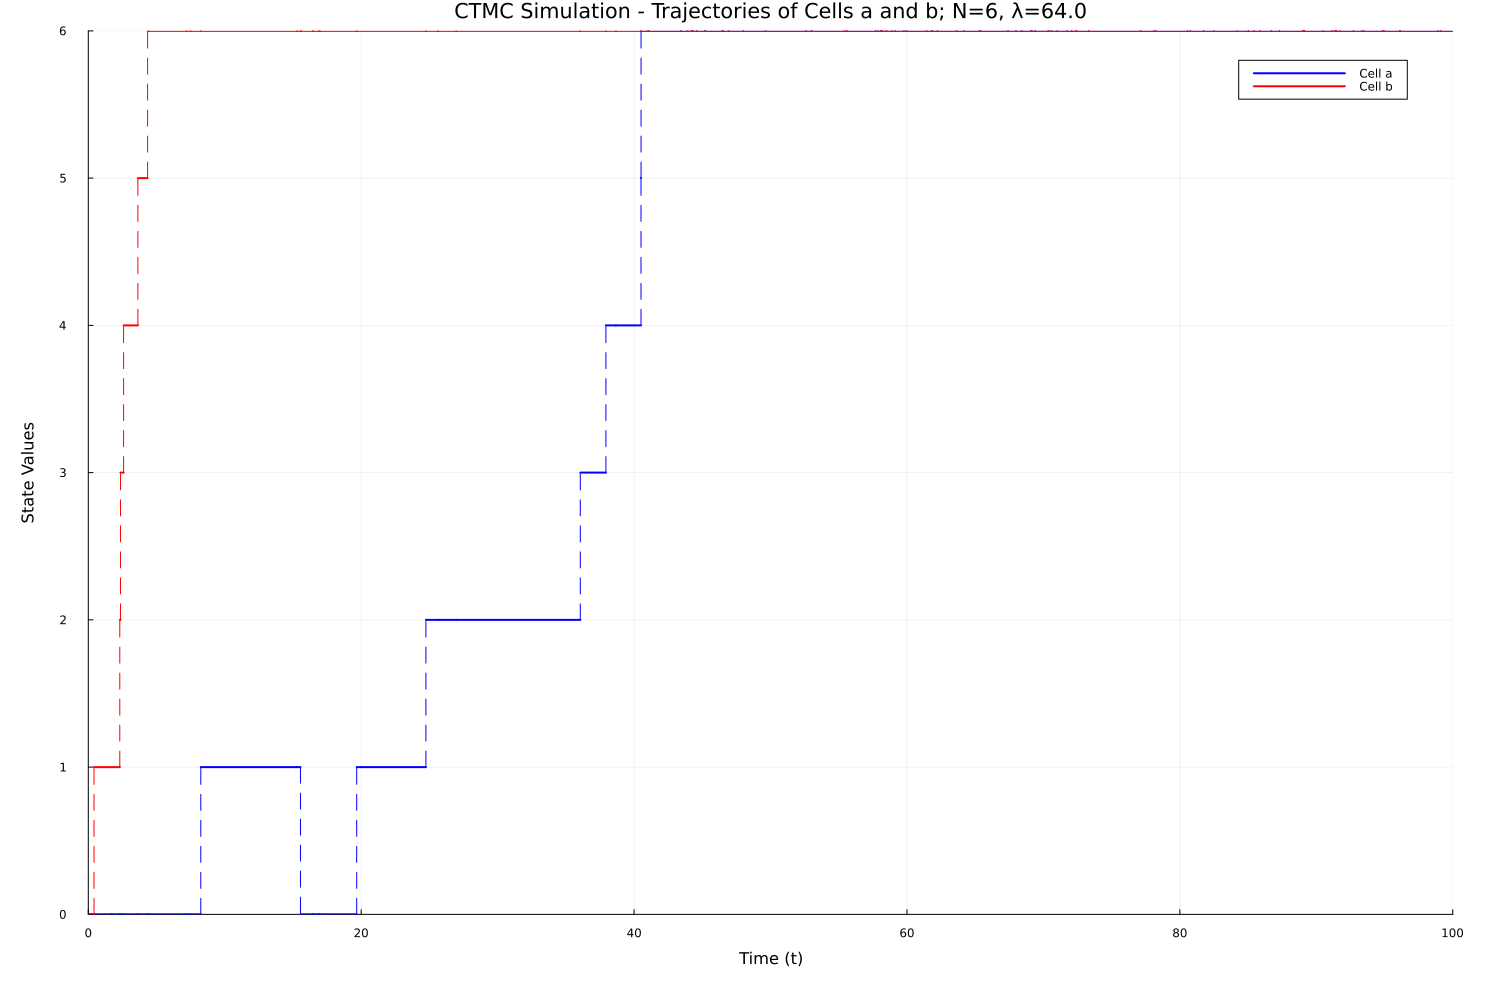 CTMC Simulation - Trajectories of Cells a and b; N=6, λ=64.0
6
Cell a
Cell b
5
4
3
State Values
2
1
0
0 20 40 60 80 100
Time (t)